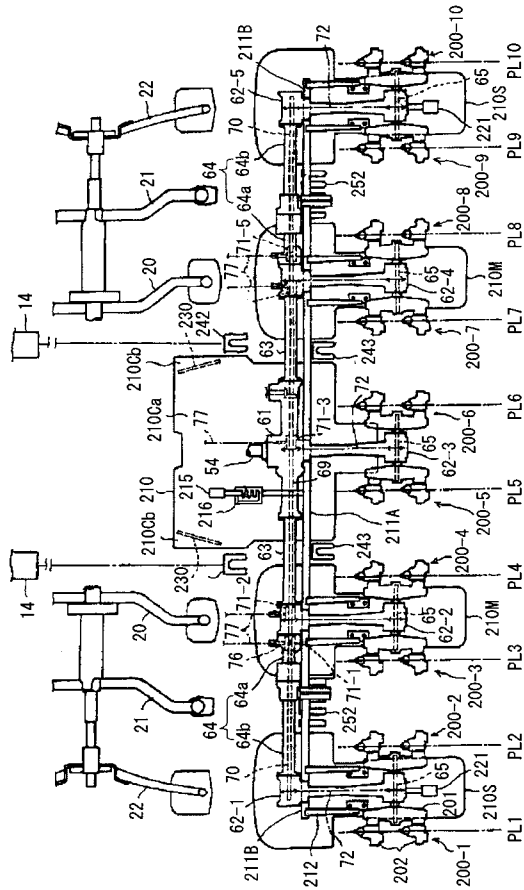 22
21
20
14
242
230
210Cb
210Ca
77
54
61
210
215
216
210Cb
230
14
20
21
22
211B
62-5
72
70
64
64a
64b
71-5
77
63
71-3
69
63
71-2
77
76
64a
64
64b
70
62-1
211B
252
243
211A
243
71-1
252
212
72
65
62-4
65
72
65
62-3
65
62-2
65
221
201
202
221
200-10
200-9
200-8
200-7
200-6
200-5
200-4
200-3
200-2
200-1
210S
210M
210M
210S
PL1
PL2
PL3
PL4
PL5
PL6
PL7
PL8
PL9
PL10